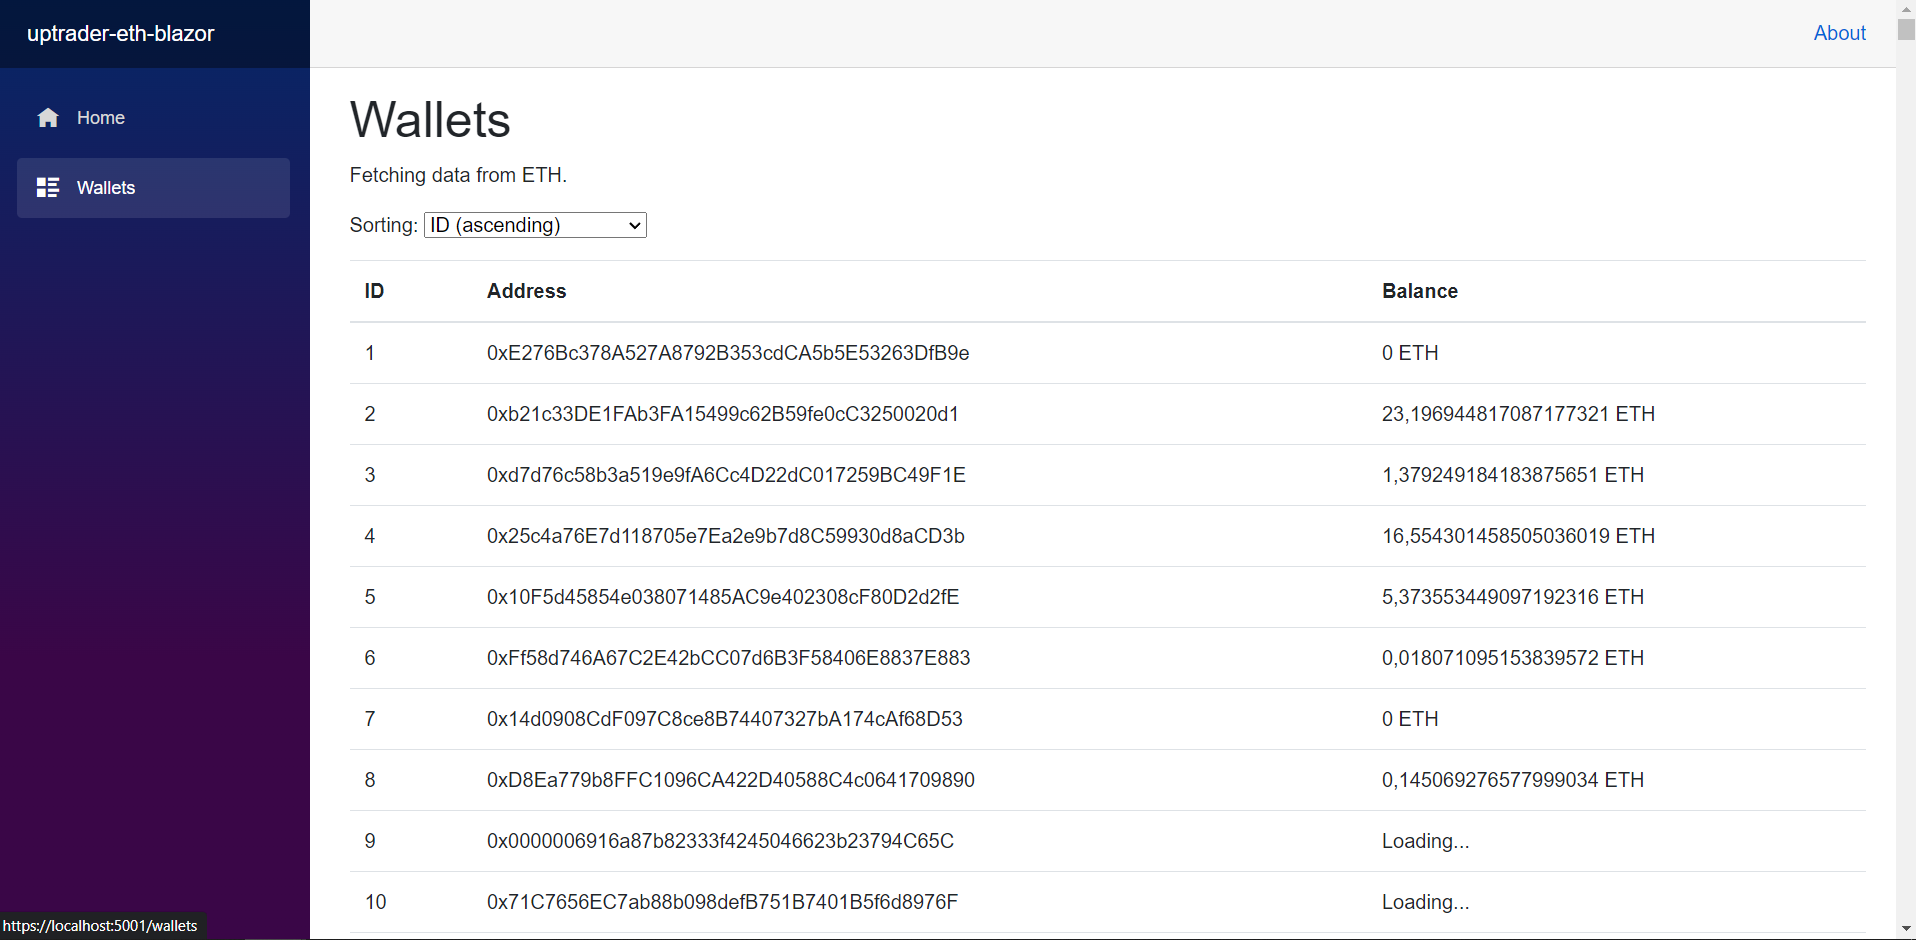 uptrader-eth-blazor
About
Home
Wallets
Wallets
Fetching data from ETH.
Sorting: ID (ascending)
ID Address Balance
1 0xE276Bc378A527A8792B353cdCA5b5E53263DfB9e 0 ETH
2 0xb21c33DE1FAb3FA15499c62B59fe0cC3250020d1 23,196944817087177321 ETH
3 0xd7d76c58b3a519e9fA6Cc4D22dC017259BC49F1E 1,379249184183875651 ETH
4 0x25c4a76E7d118705e7Ea2e9b7d8C59930d8aCD3b 16,554301458505036019 ETH
5 0x10F5d45854e038071485AC9e402308cF80D2d2fE 5,373553449097192316 ETH
6 0xFf58d746A67C2E42bCC07d6B3F58406E8837E883 0,018071095153839572 ETH
7 0x14d0908CdF097C8ce8B74407327bA174cAf68D53 0 ETH
8 0xD8Ea779b8FFC1096CA422D40588C4c0641709890 0,145069276577999034 ETH
9 0x0000006916a87b82333f4245046623b23794C65C Loading...
10 0x71C7656EC7ab88b098defB751B7401B5f6d8976F Loading...
https://localhost:5001/wallets